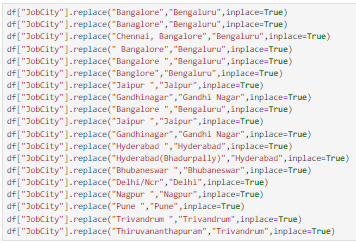 df["JobCity"].replace("Bangalore","Bengaluru",inplace=True)
df["JobCity"].replace("Bangalore","Bengaluru",inplace=True)
df["JobCity"].replace("Chennai, Bangalore","Bengaluru",inplace=True)
df["JobCity"].replace(" Bangalore","Bengaluru",inplace=True)
df["JobCity"].replace("Bangalore ","Bengaluru",inplace=True)
df["JobCity"].replace("Banglore","Bengaluru",inplace=True)
df["JobCity"].replace("Jaipur ","Jaipur",inplace=True)
df["JobCity"].replace("Gandhinagar","Gandhi Nagar",inplace=True)
df["JobCity"].replace("Bangalore ","Bengaluru",inplace=True)
df["JobCity"].replace("Jaipur ","Jaipur",inplace=True)
df["JobCity"].replace("Gandhinagar","Gandhi Nagar",inplace=True)
df["JobCity"].replace("Hyderabad ","Hyderabad",inplace=True)
df["JobCity"].replace("Hyderabad(Bhadurpally)","Hyderabad",inplace=True)
df["JobCity"].replace("Bhubaneswar ","Bhubaneswar",inplace=True)
df["JobCity"].replace("Delhi/Ncr","Delhi",inplace=True)
df["JobCity"].replace("Nagpur ","Nagpur",inplace=True)
df["JobCity"].replace("Pune ","Pune",inplace=True)
df["JobCity"].replace("Trivandrum ","Trivandrum",inplace=True)
df["JobCity"].replace("Thiruvananthapuram","Trivandrum",inplace=True)